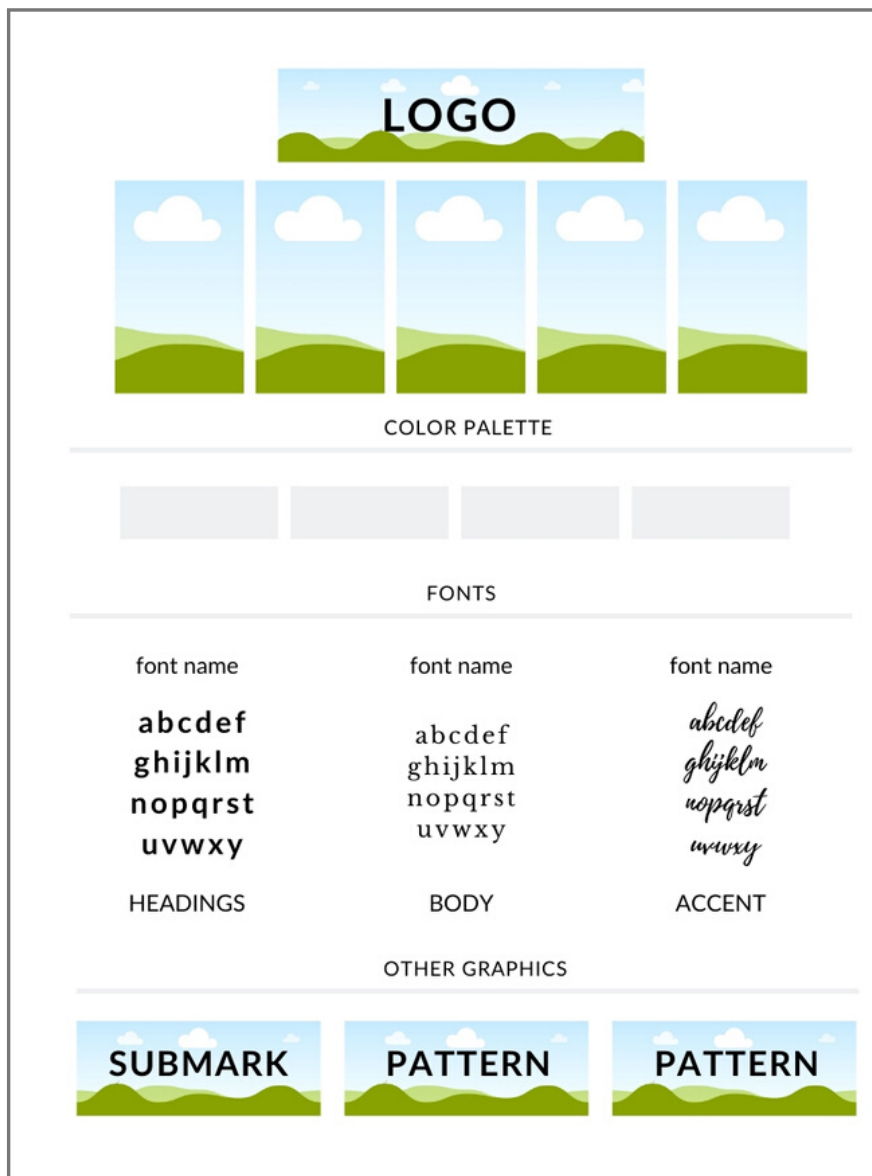 LOGO
COLOR PALETTE
FONTS
font name
abcdef
ghijklm
nopqrst
uvwxy
HEADINGS
font name
abcdef
ghijklm
nopqrst
uvwxy
BODY
font name
abcdef
ghijklm
nopqrst
uvwxy
ACCENT
OTHER GRAPHICS
SUBMARK
PATTERN
PATTERN